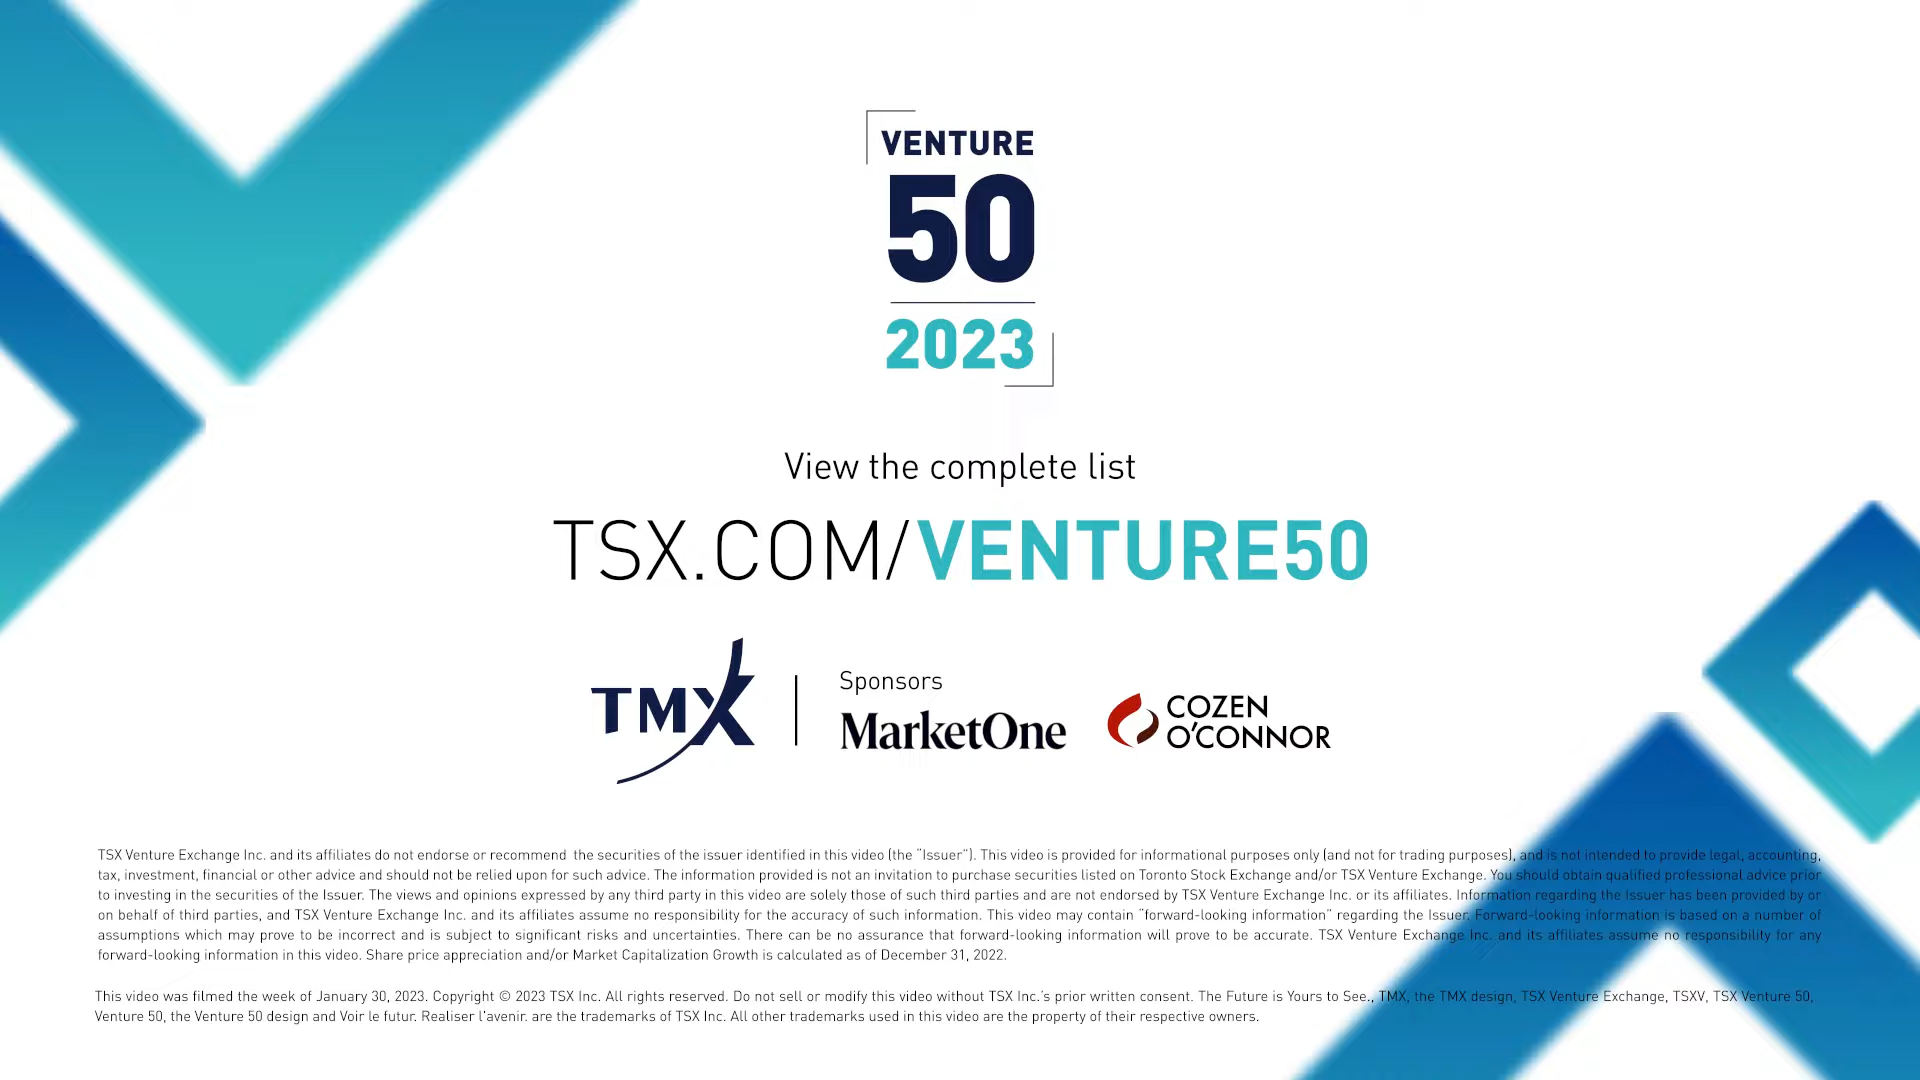 VENTURE
50
2023
View the complete list
TSX.COM/VENTURE50
TMX
Sponsors
MarketOne
COZEN
O'CONNOR
TSX Venture Exchange Inc. and its affiliates do not endorse or recommend the securities of the issuer identified in this video (the "Issuer"). This video is provided for informational purposes only (and not for trading purposes), and is not intended to provide legal, accounting,
tax, investment, financial or other advice and should not be relied upon for such advice. The information provided is not an invitation to purchase securities listed on Toronto Stock Exchange and/or TSX Venture Exchange. You should obtain qualified professional advice prior
to investing in the securities of the Issuer. The views and opinions expressed by any third party in this video are solely those of such third parties and are not endorsed by TSX Venture Exchange Inc. or its affiliates. Information regarding the Issuer has been provided by or
on behalf of third parties, and TSX Venture Exchange Inc. and its affiliates assume no responsibility for the accuracy of such information. This video may contain "forward-looking information" regarding the Issuer. Forward-looking information is based on a number of
assumptions which may prove to be incorrect and is subject to significant risks and uncertainties. There can be no assurance that forward-looking information will prove to be accurate. TSX Venture Exchange Inc. and its affiliates assume no responsibility for any
forward-looking information in this video. Share price appreciation and/or Market Capitalization Growth is calculated as of December 31, 2022.
This video was filmed the week of January 30, 2023. Copyright © 2023 TSX Inc. All rights reserved. Do not sell or modify this video without TSX Inc.'s prior written consent. The Future is Yours to See., TMX, the TMX design, TSX Venture Exchange, TSXV, TSX Venture 50,
Venture 50, the Venture 50 design and Voir le futur. Realiser l'avenir. are the trademarks of TSX Inc. All other trademarks used in this video are the property of their respective owners.